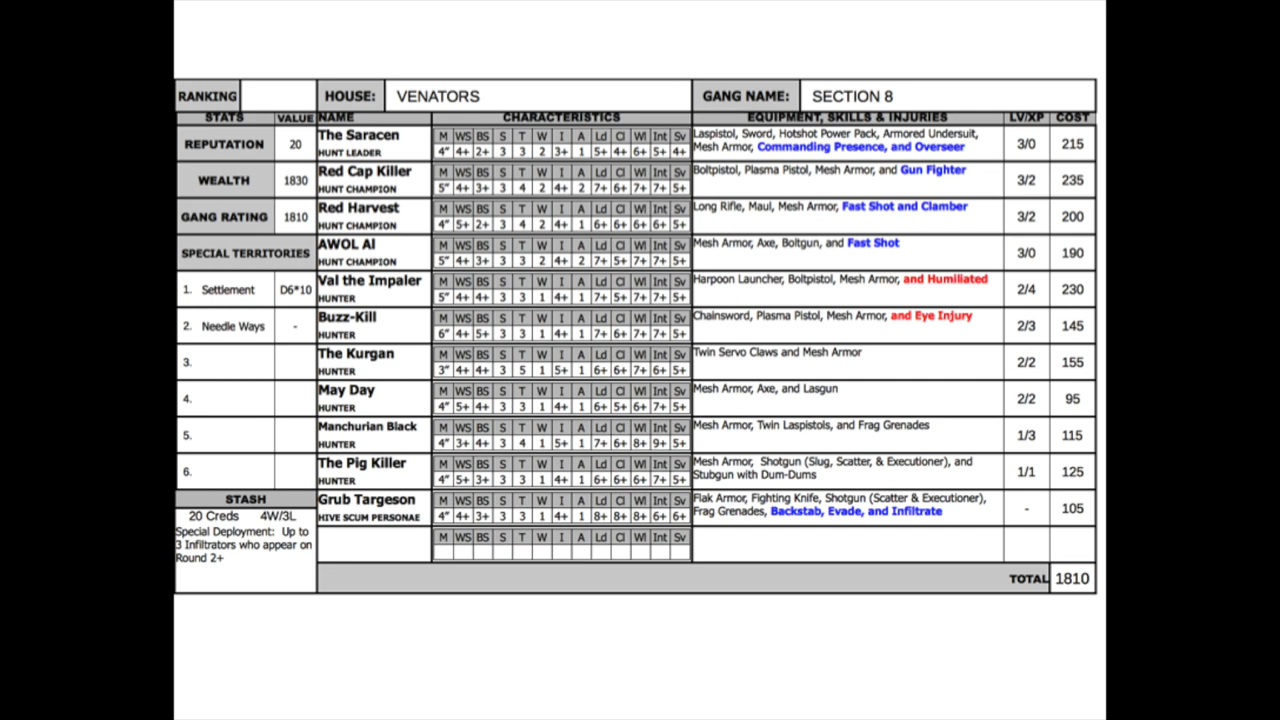 RANKING HOUSE: VENATORS GANG NAME: SECTION 8
STATS VALUE NAME CHARACTERISTICS EQUIPMENT, SKILLS & INJURIES LV/XP COST
REPUTATION 20 The Saracen HUNT LEADER M WS BS S T W I A Ld Cl Wl Int Sv 4" 4+ 2+ 3 3 2 3+ 1 5+ 4+ 6+ 5+ 4+ Laspistol, Sword, Hotshot Power Pack, Armored Undersuit, Mesh Armor, Commanding Presence, and Overseer 3/0 215
WEALTH 1830 Red Cap Killer HUNT CHAMPION M WS BS S T W I A Ld Cl Wl Int Sv 5" 4+ 3+ 3 4 2 4+ 2 7+ 6+ 7+ 7+ 5+ Boltpistol, Plasma Pistol, Mesh Armor, and Gun Fighter 3/2 235
GANG RATING 1810 Red Harvest HUNT CHAMPION M WS BS S T W I A Ld Cl Wl Int Sv 4" 5+ 2+ 3 4 2 4+ 1 6+ 6+ 6+ 6+ 5+ Long Rifle, Maul, Mesh Armor, Fast Shot and Clamber 3/2 200
SPECIAL TERRITORIES AWOL Al HUNT CHAMPION M WS BS S T W I A Ld Cl Wl Int Sv 5" 4+ 3+ 3 3 2 4+ 2 7+ 5+ 7+ 7+ 5+ Mesh Armor, Axe, Boltgun, and Fast Shot 3/0 190
1. Settlement D6*10 Val the Impaler HUNTER M WS BS S T W I A Ld Cl Wl Int Sv 5" 4+ 4+ 3 3 1 4+ 1 7+ 5+ 7+ 7+ 5+ Harpoon Launcher, Boltpistol, Mesh Armor, and Humiliated 2/4 230
2. Needle Ways - Buzz-Kill HUNTER M WS BS S T W I A Ld Cl Wl Int Sv 6" 4+ 5+ 3 3 1 4+ 1 7+ 6+ 7+ 7+ 5+ Chainsword, Plasma Pistol, Mesh Armor, and Eye Injury 2/3 145
3. The Kurgan HUNTER M WS BS S T W I A Ld Cl Wl Int Sv 3" 4+ 4+ 3 5 1 5+ 1 6+ 6+ 7+ 6+ 5+ Twin Servo Claws and Mesh Armor 2/2 155
4. May Day HUNTER M WS BS S T W I A Ld Cl Wl Int Sv 4" 5+ 4+ 3 3 1 4+ 1 6+ 5+ 6+ 7+ 5+ Mesh Armor, Axe, and Lasgun 2/2 95
5. Manchurian Black HUNTER M WS BS S T W I A Ld Cl Wl Int Sv 4" 3+ 4+ 3 4 1 5+ 1 7+ 6+ 8+ 9+ 5+ Mesh Armor, Twin Laspistols, and Frag Grenades 1/3 115
6. The Pig Killer HUNTER M WS BS S T W I A Ld Cl Wl Int Sv 4" 5+ 3+ 3 3 1 4+ 1 6+ 6+ 6+ 7+ 5+ Mesh Armor, Shotgun (Slug, Scatter, & Executioner), and Stubgun with Dum-Dums 1/1 125
STASH Grub Targeson HIVE SCUM PERSONAE M WS BS S T W I A Ld Cl Wl Int Sv 4" 4+ 3+ 3 3 1 4+ 1 8+ 8+ 8+ 6+ 6+ Flak Armor, Fighting Knife, Shotgun (Scatter & Executioner), Frag Grenades, Backstab, Evade, and Infiltrate - 105
20 Creds 4W/3L
Special Deployment: Up to
3 Infiltrators who appear on
Round 2+
M WS BS S T W I A Ld Cl Wl Int Sv
TOTAL 1810